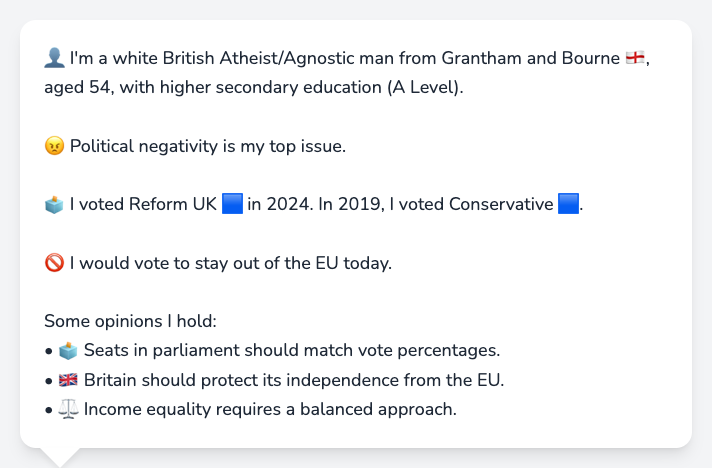 👤 I'm a white British Atheist/Agnostic man from Grantham and Bourne 🏴󠁧󠁢󠁥󠁮󠁧󠁿,
aged 54, with higher secondary education (A Level).
😠 Political negativity is my top issue.
🗳️ I voted Reform UK 🟦 in 2024. In 2019, I voted Conservative 🟦.
🚫 I would vote to stay out of the EU today.
Some opinions I hold:
• 🗳️ Seats in parliament should match vote percentages.
• 🇬🇧 Britain should protect its independence from the EU.
• ⚖️ Income equality requires a balanced approach.